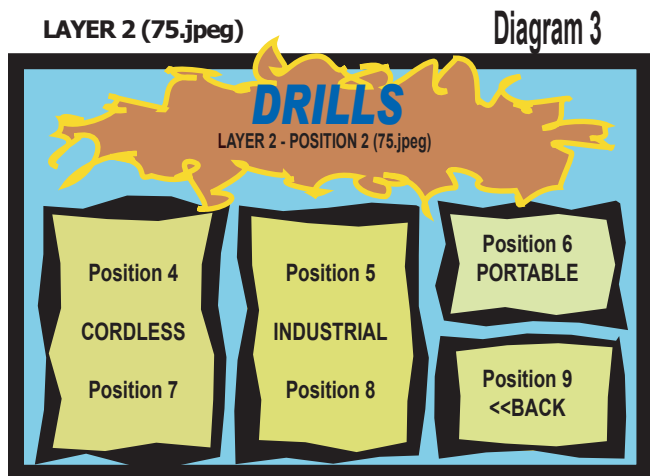 LAYER 2 (75.jpeg)
Diagram 3
DRILLS
LAYER 2 - POSITION 2 (75.jpeg)
Position 4
CORDLESS
Position 7
Position 5
INDUSTRIAL
Position 8
Position 6
PORTABLE
Position 9
<<BACK